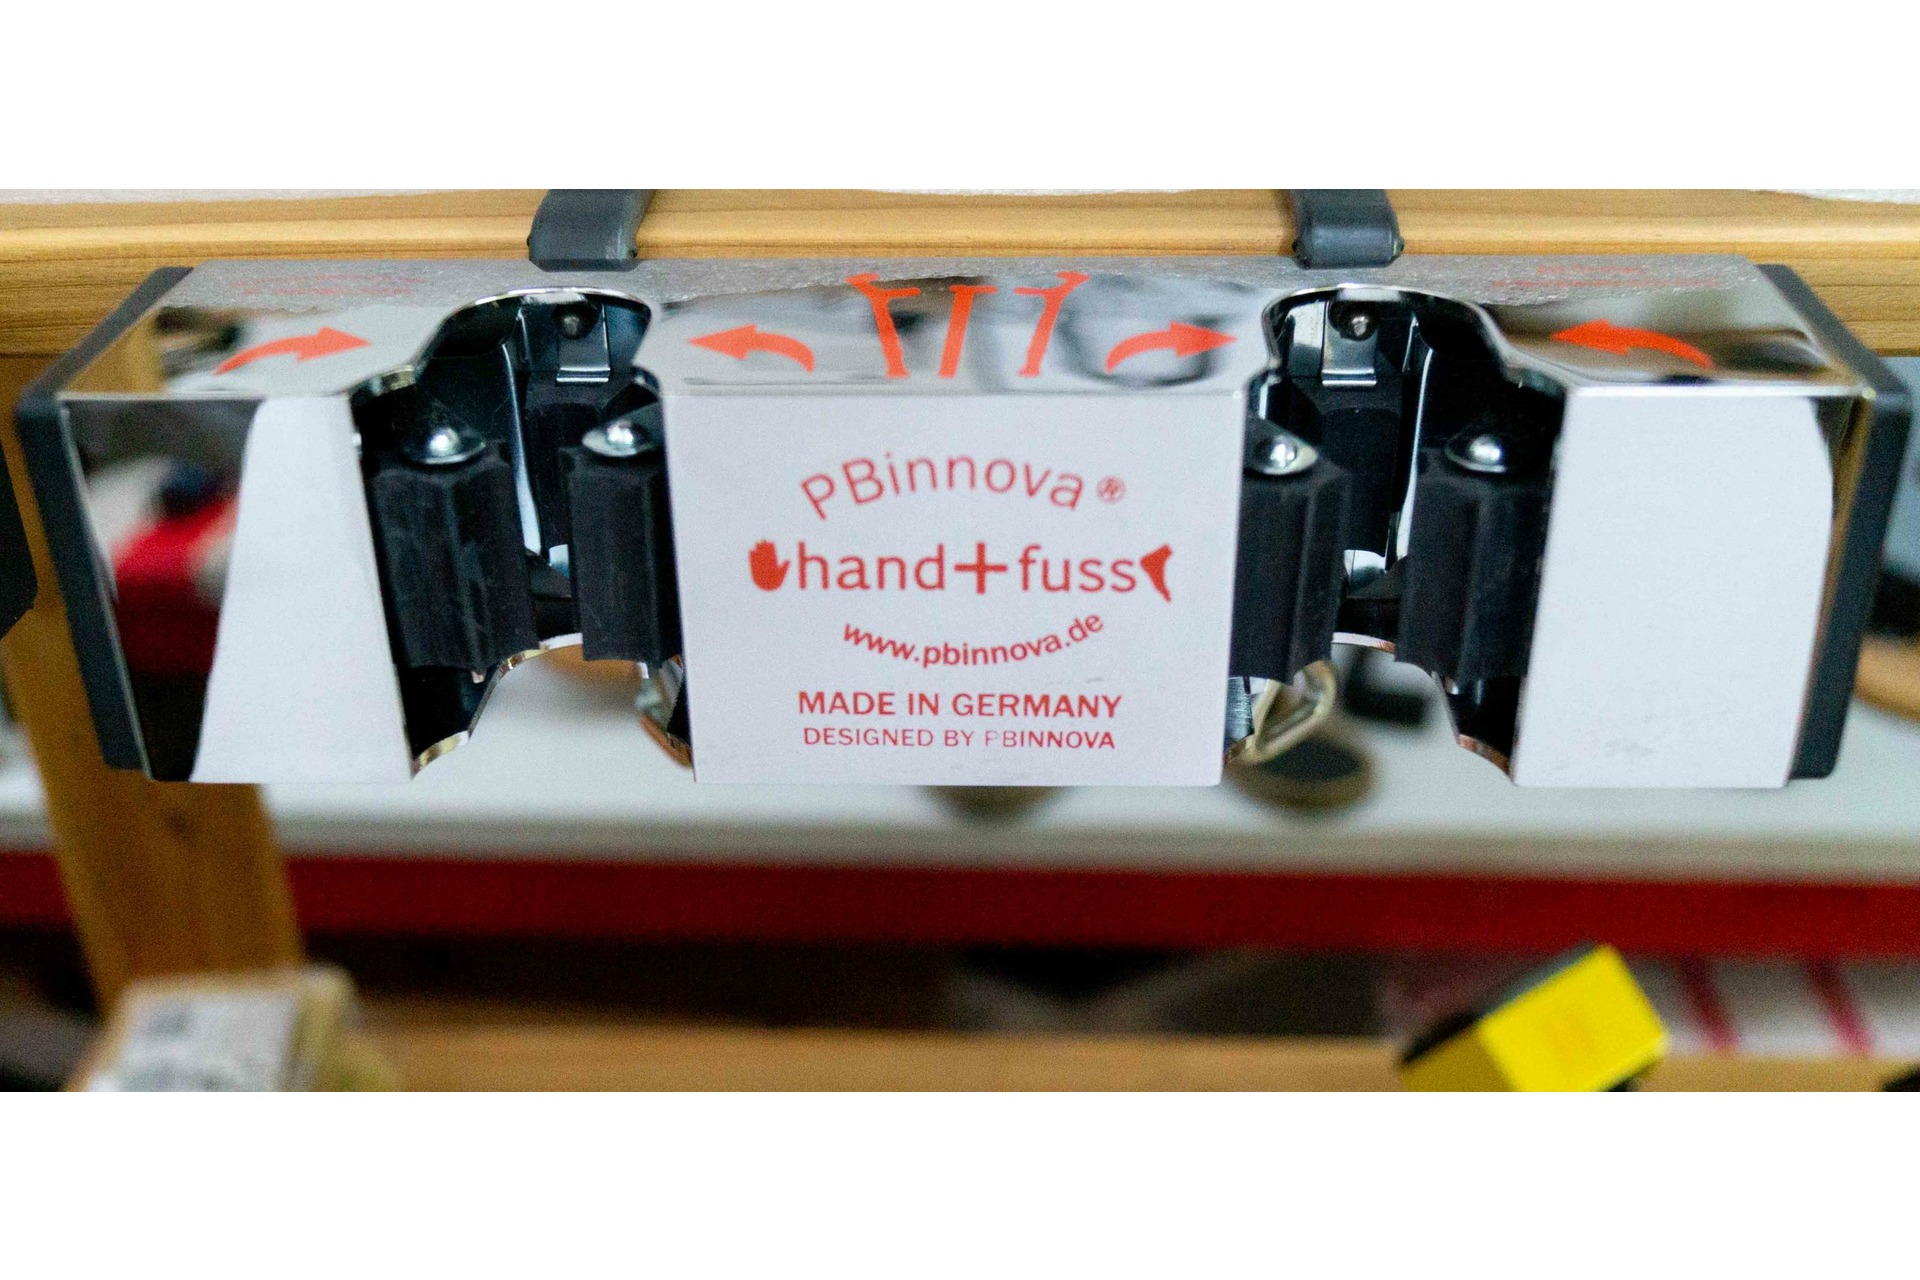 PBinnova®
hand+fuss
www.pbinnova.de
MADE IN GERMANY
DESIGNED BY PBINNOVA